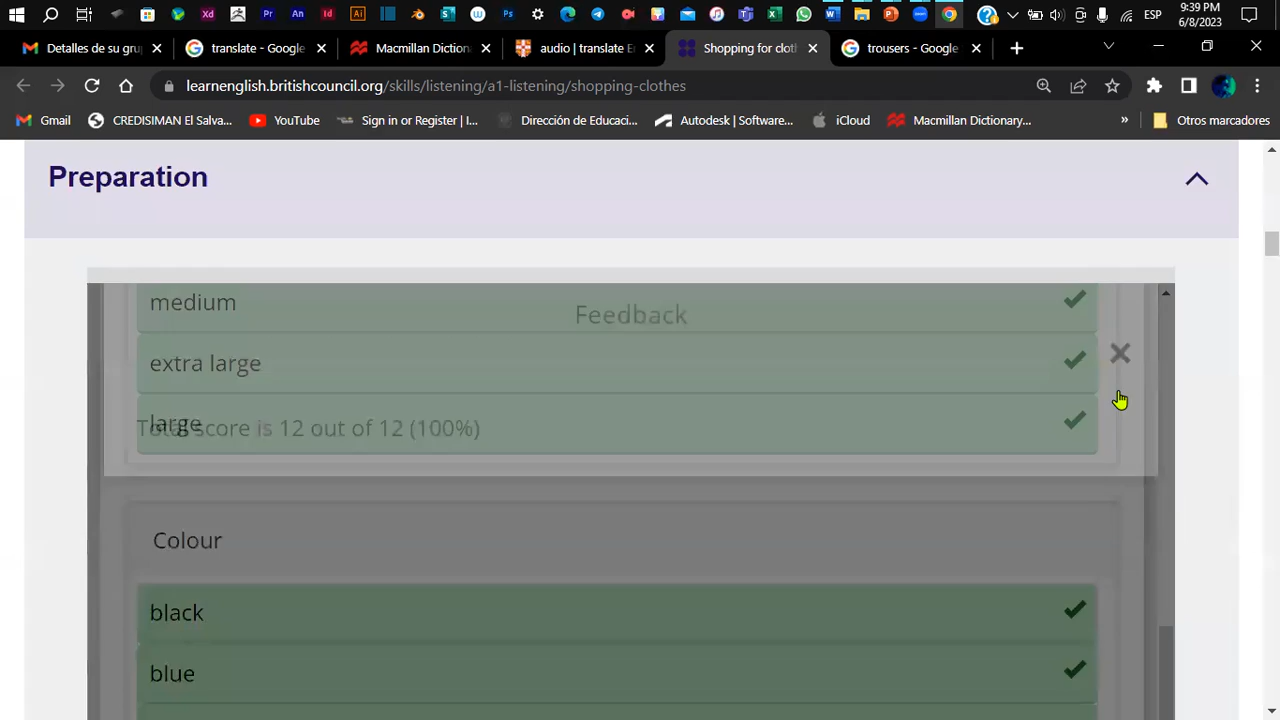 9:39 PM
ESP
6/8/2023
Detalles de su gru
translate - Google
Macmillan Diction
audio | translate E
Shopping for cloth
trousers - Google
learnenglish.britishcouncil.org/skills/listening/a1-listening/shopping-clothes
Gmail
CREDISIMAN El Salva...
YouTube
Sign in or Register | I...
Dirección de Educaci...
Autodesk | Software...
iCloud
Macmillan Dictionary...
»
Otros marcadores
Preparation
medium
Feedback
extra large
large
Total score is 12 out of 12 (100%)
Colour
black
blue